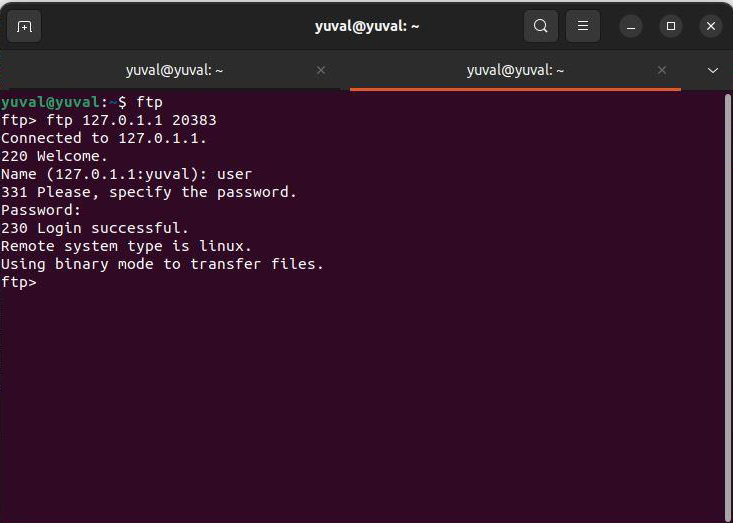 yuval@yuval: ~
yuval@yuval: ~
yuval@yuval: ~
yuval@yuval:~$ ftp
ftp> ftp 127.0.1.1 20383
Connected to 127.0.1.1.
220 Welcome.
Name (127.0.1.1:yuval): user
331 Please, specify the password.
Password:
230 Login successful.
Remote system type is linux.
Using binary mode to transfer files.
ftp>